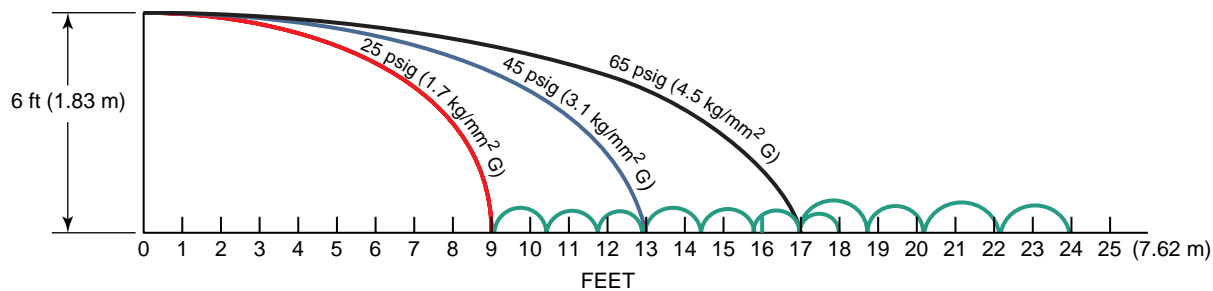 25 psig (1.7 kg/mm² G)
45 psig (3.1 kg/mm² G)
65 psig (4.5 kg/mm² G)
6 ft (1.83 m)
0 1 2 3 4 5 6 7 8 9 10 11 12 13 14 15 16 17 18 19 20 21 22 23 24 25 (7.62 m)
FEET